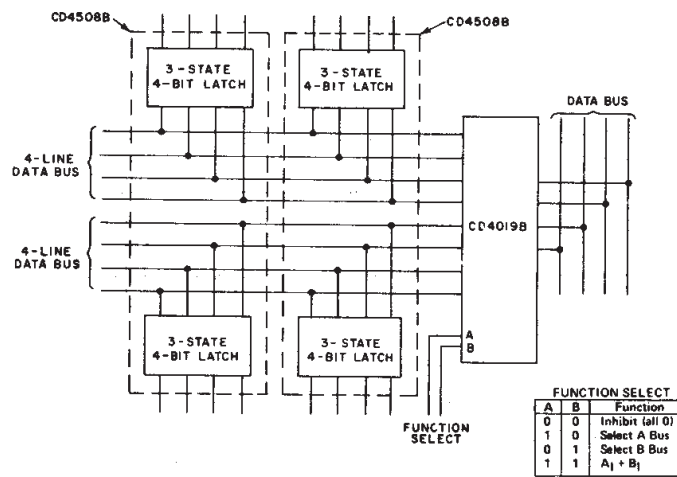 CD4508B
CD4508B
3-STATE
4-BIT LATCH
3-STATE
4-BIT LATCH
DATA BUS
4-LINE
DATA BUS
CD4019B
4-LINE
DATA BUS
3-STATE
4-BIT LATCH
3-STATE
4-BIT LATCH
A
B
FUNCTION
SELECT
FUNCTION SELECT
A B Function
0 0 Inhibit (all 0)
1 0 Select A Bus
0 1 Select B Bus
1 1 A1 + B1